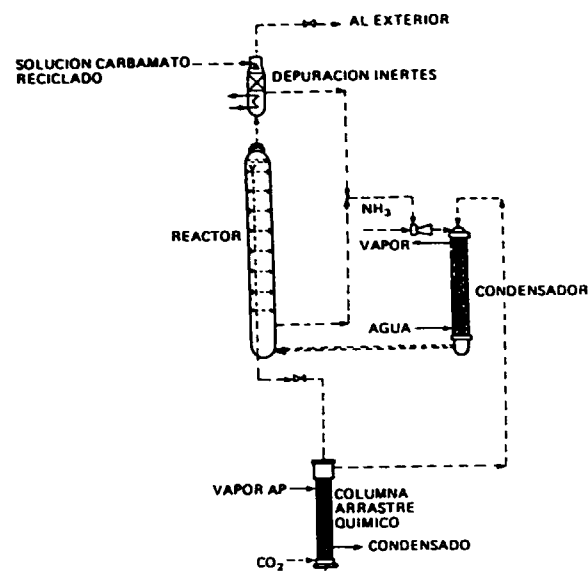 AL EXTERIOR
SOLUCION CARBAMATO
RECICLADO
DEPURACION INERTES
NH3
REACTOR
VAPOR
CONDENSADOR
AGUA
VAPOR AP
COLUMNA
ARRASTRE
QUIMICO
CONDENSADO
CO2